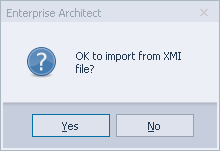 Enterprise Architect
OK to import from XMI
file?
Yes
No